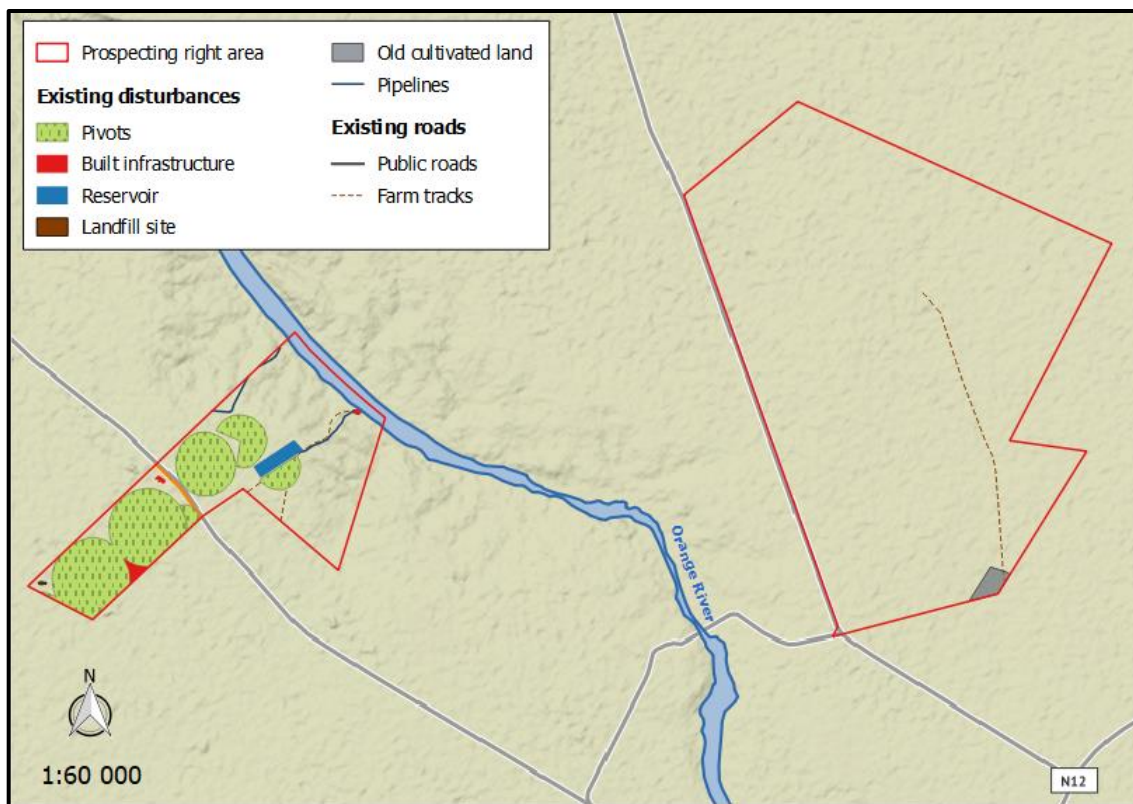 Prospecting right area
Existing disturbances
Pivots
Built infrastructure
Reservoir
Landfill site
Old cultivated land
Pipelines
Existing roads
Public roads
Farm tracks
Orange River
N
1:60 000
N12